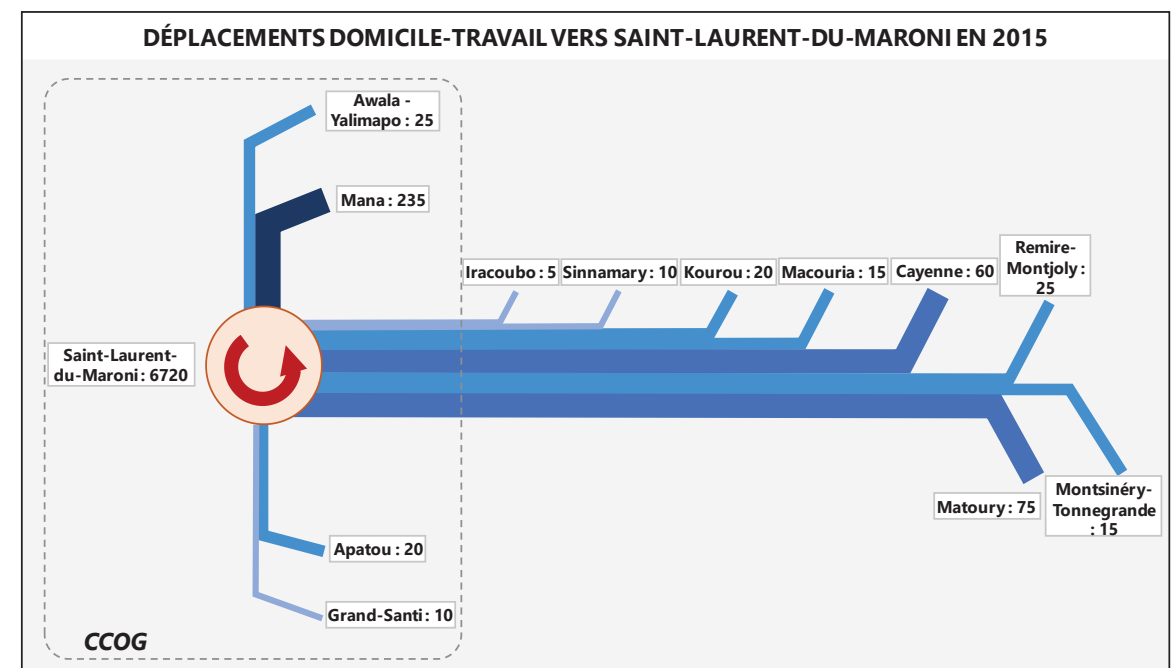 DÉPLACEMENTS DOMICILE-TRAVAIL VERS SAINT-LAURENT-DU-MARONI EN 2015
Awala -
Yalimapo : 25
Mana : 235
Iracoubo : 5
Sinnamary : 10
Kourou : 20
Macouria : 15
Cayenne : 60
Remire-
Montjoly :
25
Saint-Laurent-
du-Maroni : 6720
Matoury : 75
Montsinéry-
Tonnegrande
: 15
Apatou : 20
Grand-Santi : 10
CCOG